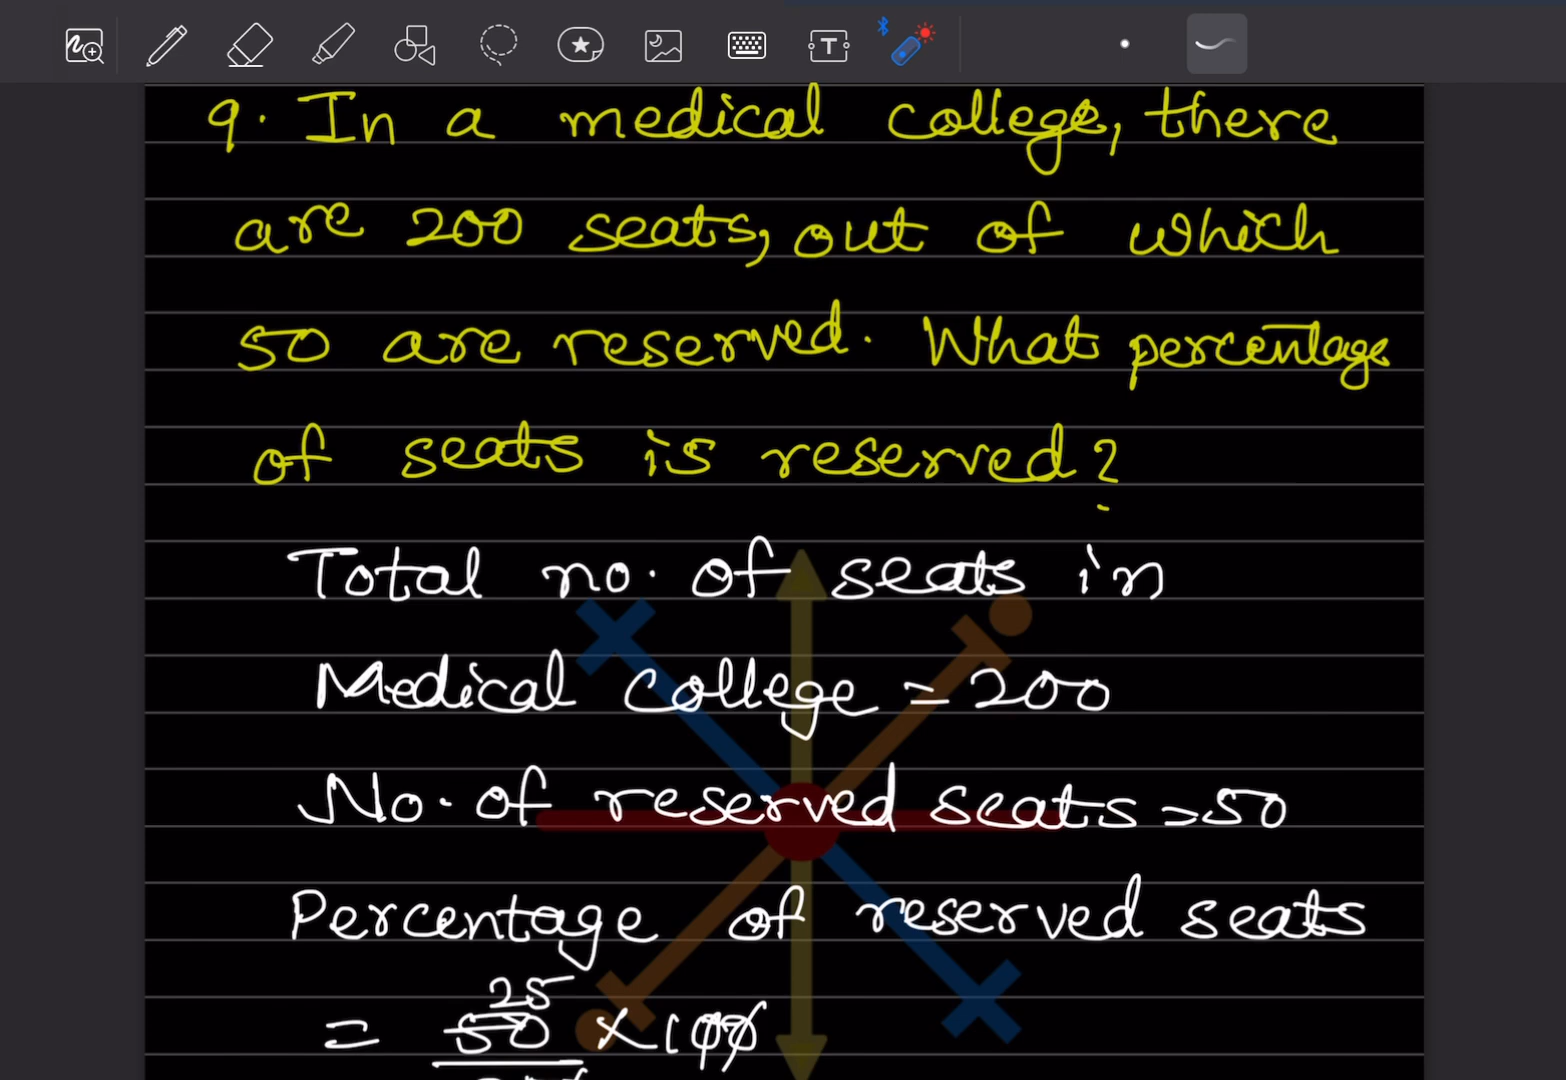 9. In a medical college, there
are 200 seats, out of which
50 are reserved. What percentage
of seats is reserved?
Total no. of seats in
Medical college = 200
No. of reserved seats = 50
Percentage of reserved seats
25
= 50 × 100